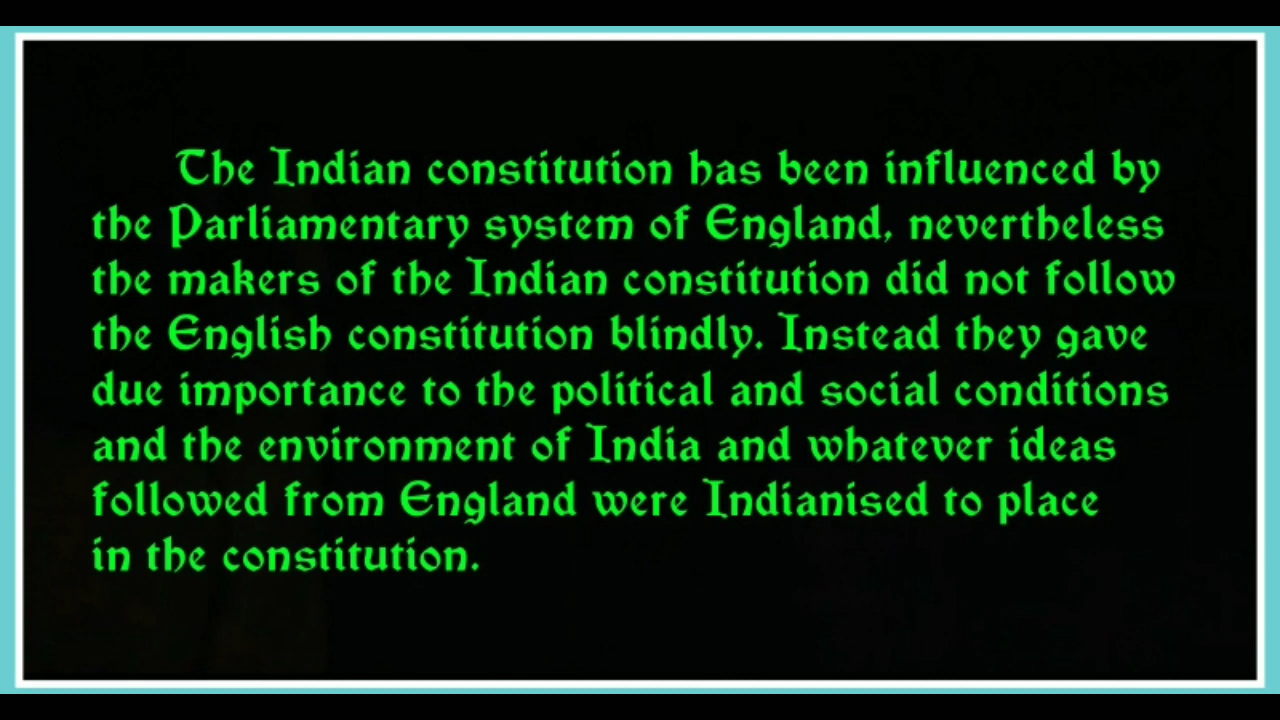 The Indian constitution has been influenced by
the Parliamentary system of England, nevertheless
the makers of the Indian constitution did not follow
the English constitution blindly. Instead they gave
due importance to the political and social conditions
and the environment of India and whatever ideas
followed from England were Indianised to place
in the constitution.